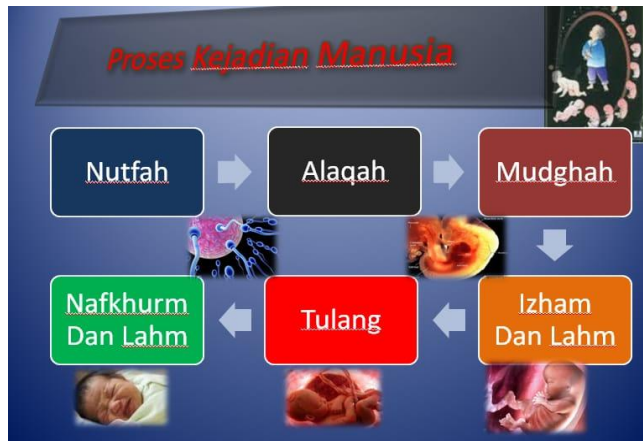 Proses Kejadian Manusia
Nutfah
Alaqah
Mudghah
Izham
Dan Lahm
Tulang
Nafkhurm
Dan Lahm